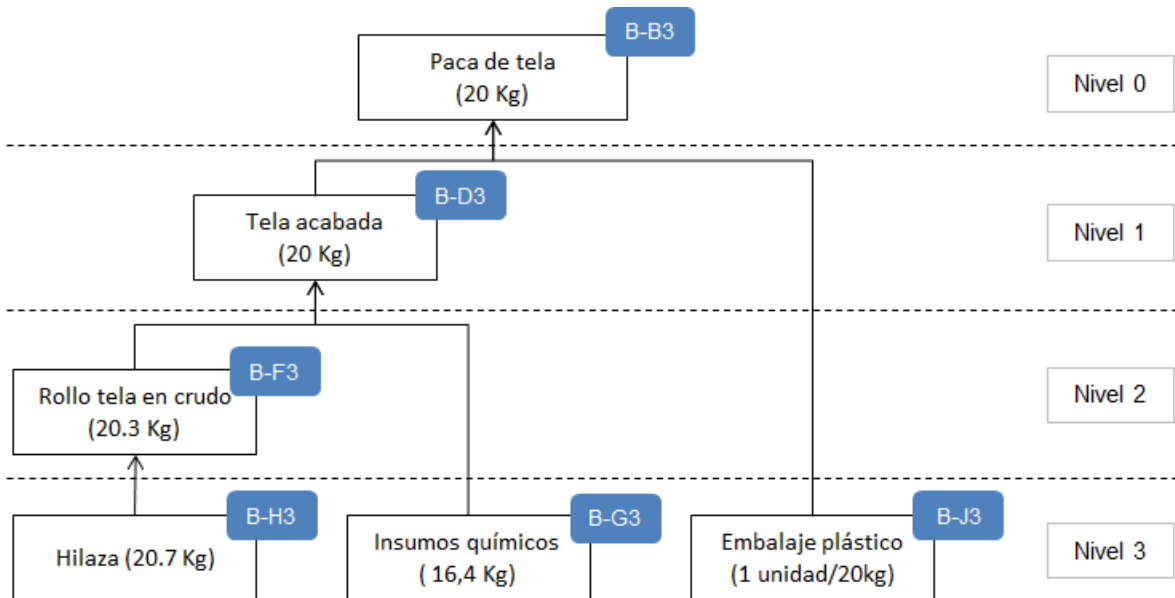 B-B3
Paca de tela
(20 Kg)
Nivel 0
B-D3
Tela acabada
(20 Kg)
Nivel 1
B-F3
Rollo tela en crudo
(20.3 Kg)
Nivel 2
B-H3
Hilaza (20.7 Kg)
B-G3
Insumos químicos
( 16,4 Kg)
B-J3
Embalaje plástico
(1 unidad/20kg)
Nivel 3